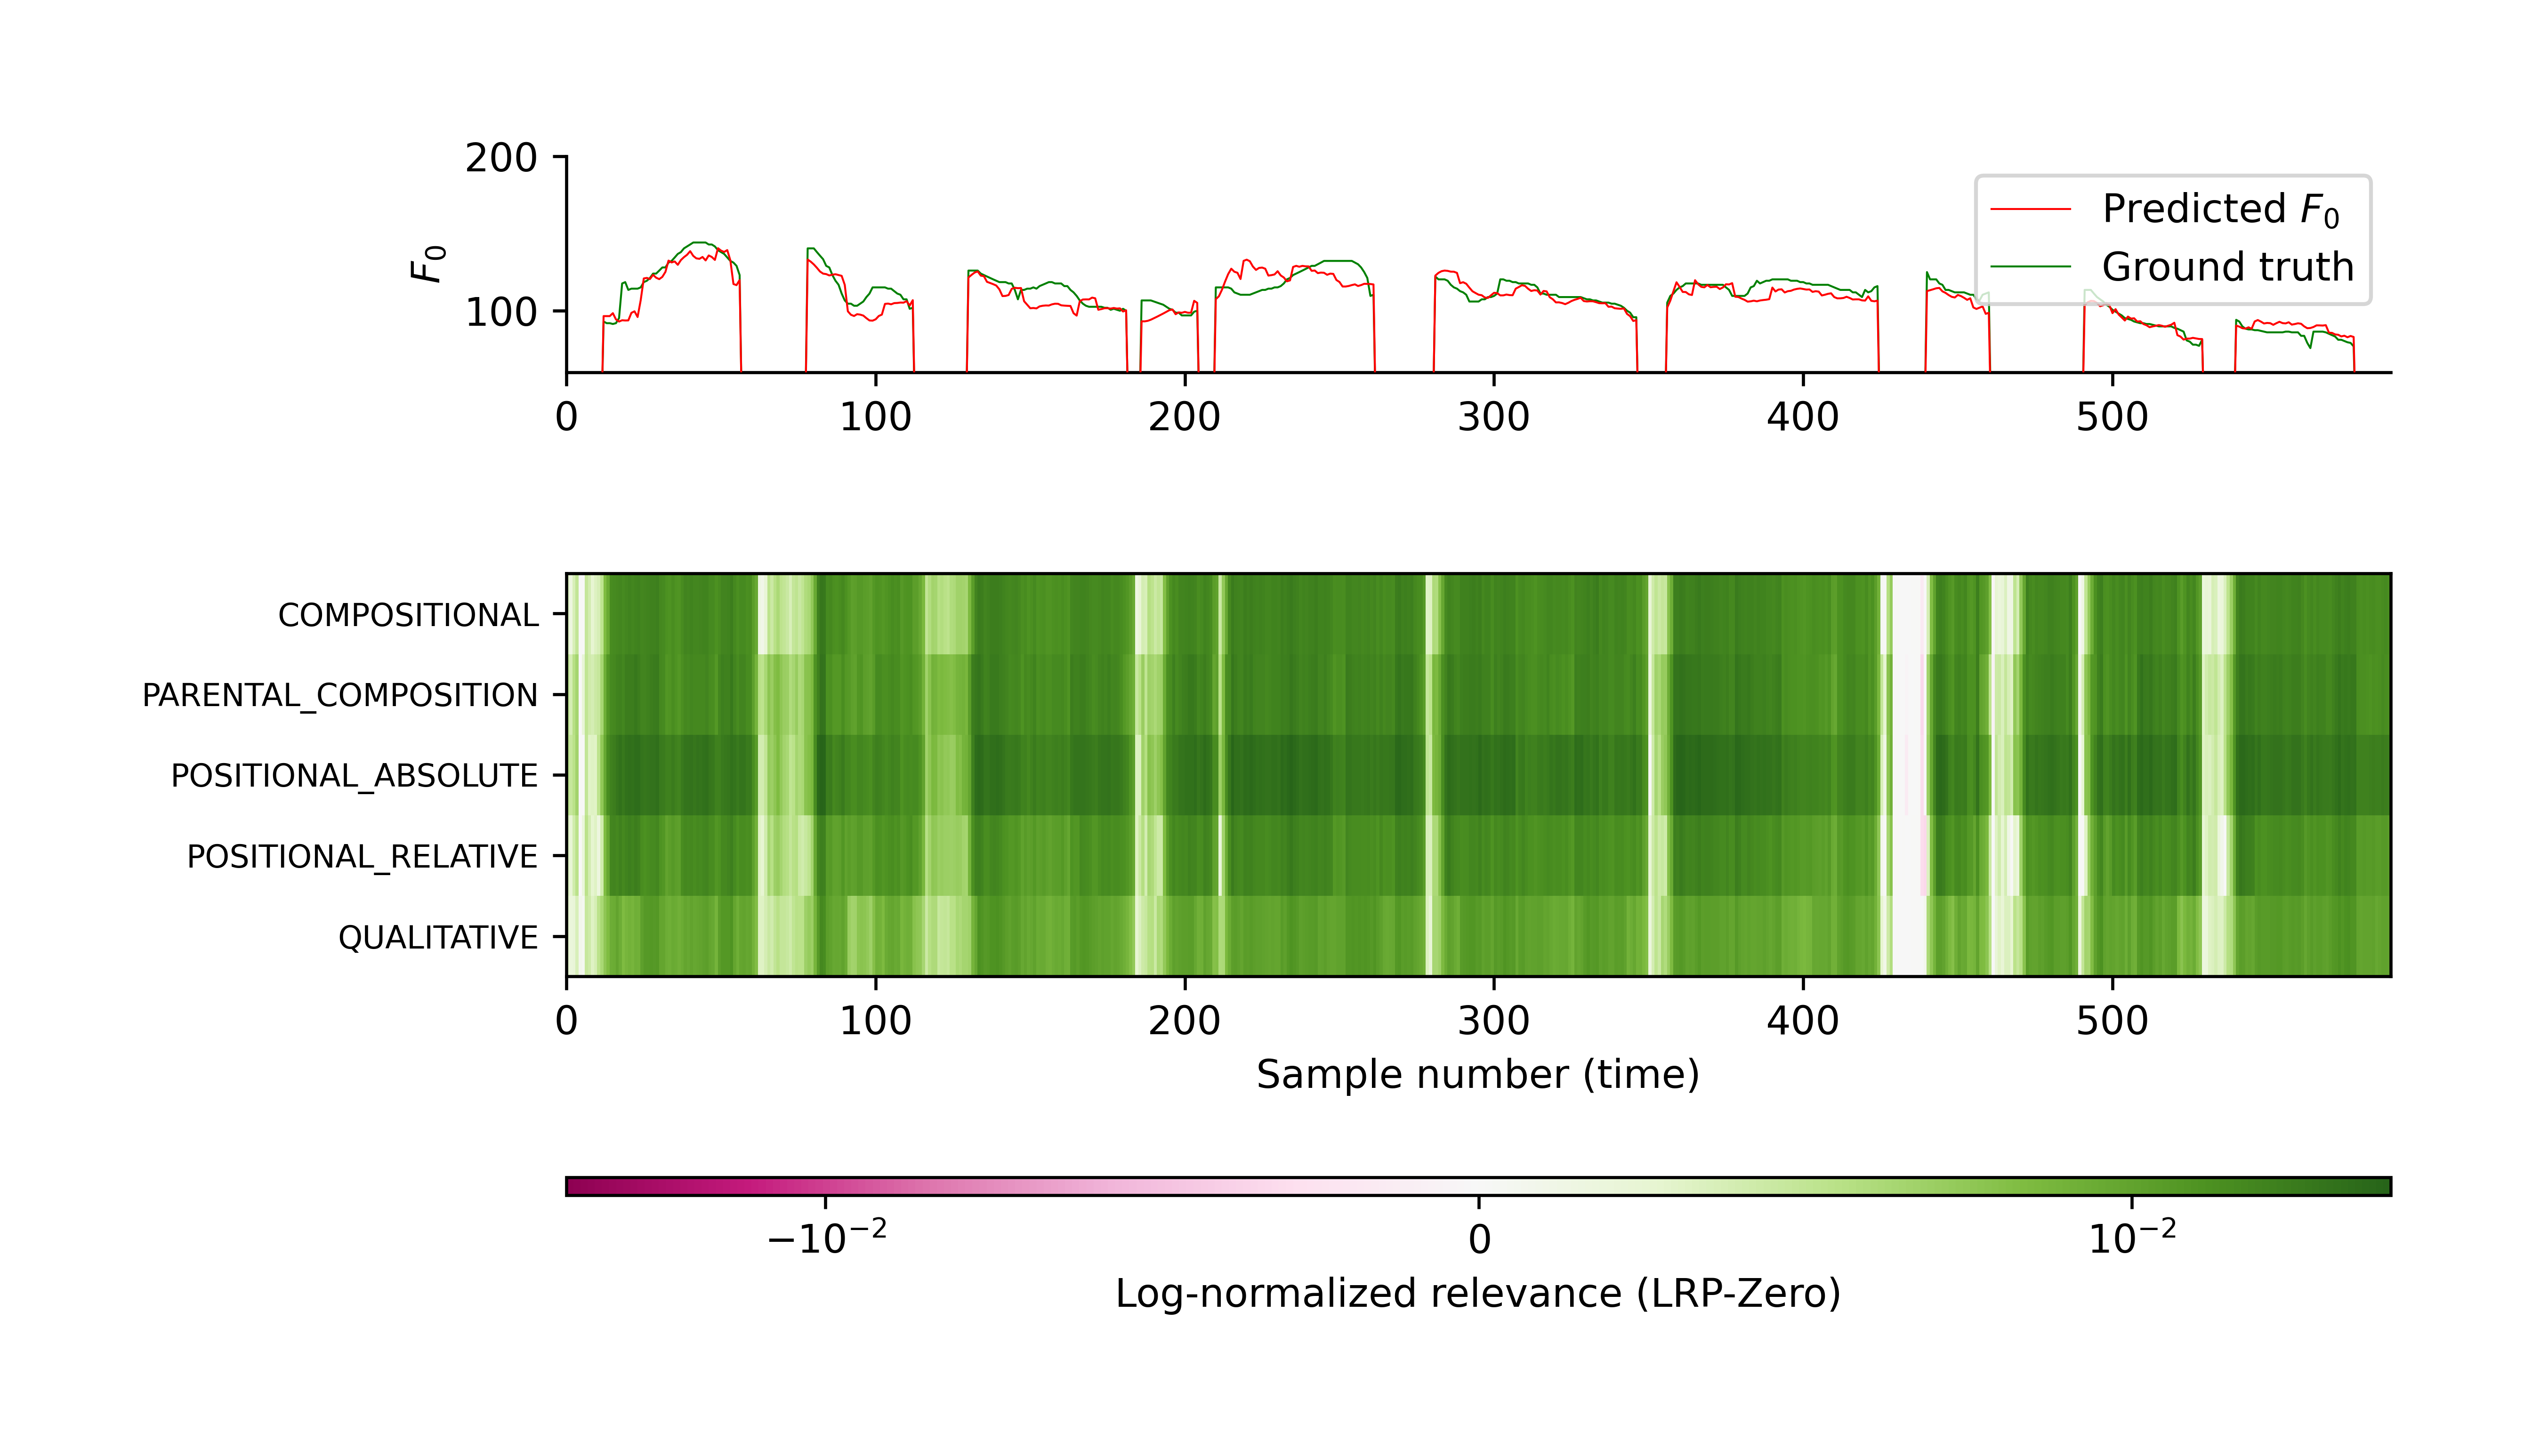 200
100
F₀
Predicted F₀
Ground truth
0 100 200 300 400 500
COMPOSITIONAL
PARENTAL_COMPOSITION
POSITIONAL_ABSOLUTE
POSITIONAL_RELATIVE
QUALITATIVE
0 100 200 300 400 500
Sample number (time)
−10⁻² 0 10⁻²
Log-normalized relevance (LRP-Zero)